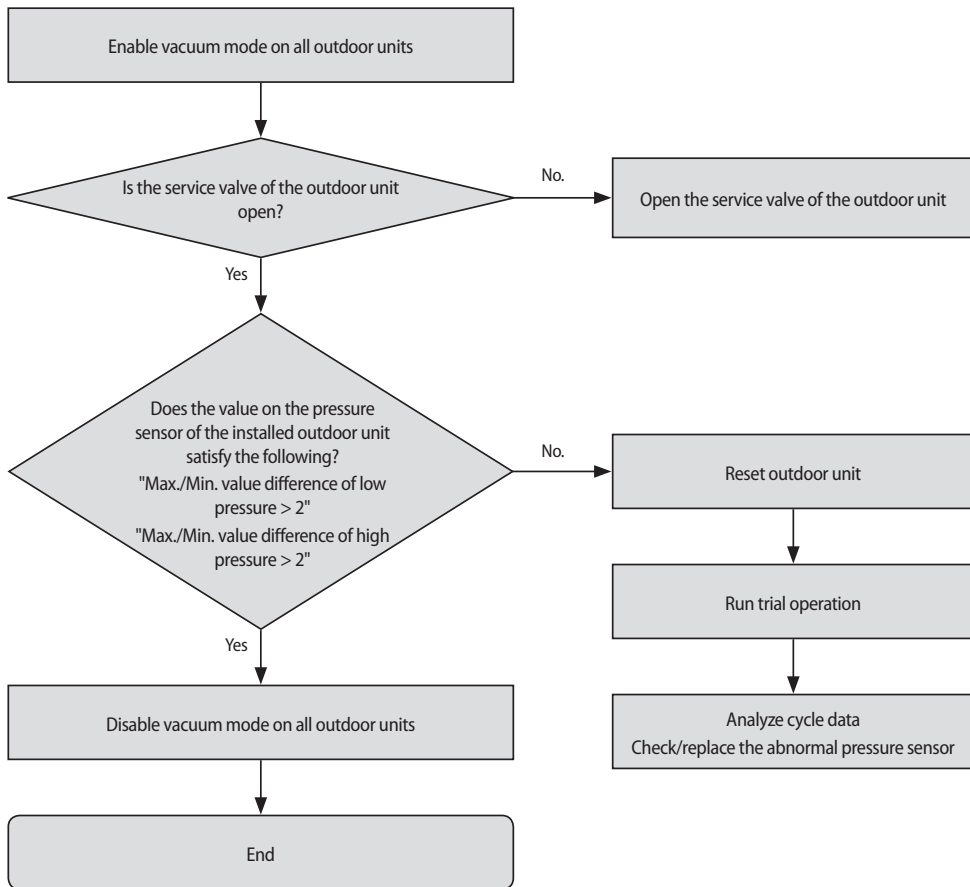 Enable vacuum mode on all outdoor units
Is the service valve of the outdoor unit
open?
No.
Open the service valve of the outdoor unit
Yes
Does the value on the pressure
sensor of the installed outdoor unit
satisfy the following?
"Max./Min. value difference of low
pressure > 2"
"Max./Min. value difference of high
pressure > 2"
No.
Reset outdoor unit
Run trial operation
Analyze cycle data
Check/replace the abnormal pressure sensor
Yes
Disable vacuum mode on all outdoor units
End